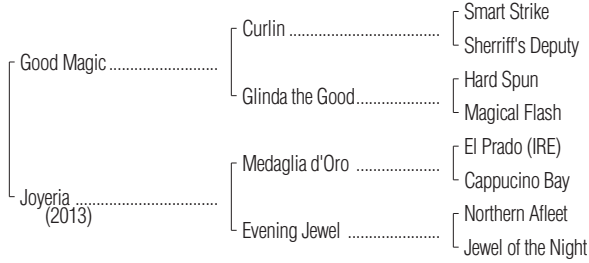 Smart Strike
Curlin
Sherriff's Deputy
Good Magic
Hard Spun
Glinda the Good
Magical Flash
El Prado (IRE)
Medaglia d'Oro
Cappucino Bay
Joyeria
(2013)
Northern Afleet
Evening Jewel
Jewel of the Night